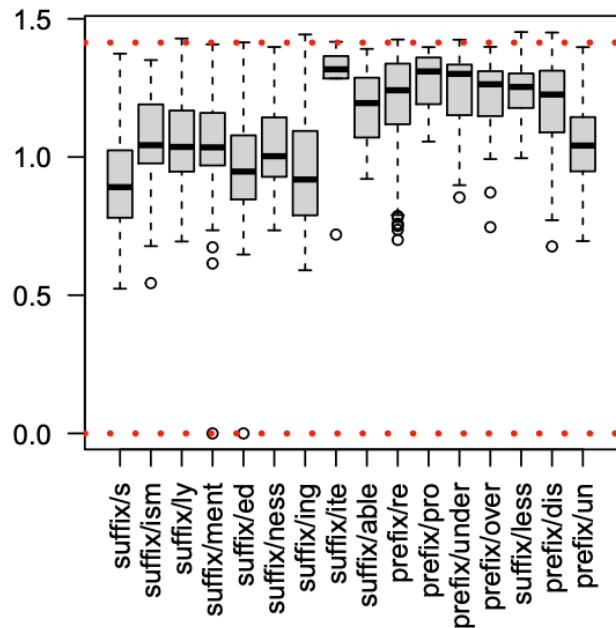 1.5
1.0
0.5
0.0
suffix/s
suffix/ism
suffix/ly
suffix/ment
suffix/ed
suffix/ness
suffix/ing
suffix/ite
suffix/able
prefix/re
prefix/pro
prefix/under
prefix/over
suffix/less
prefix/dis
prefix/un